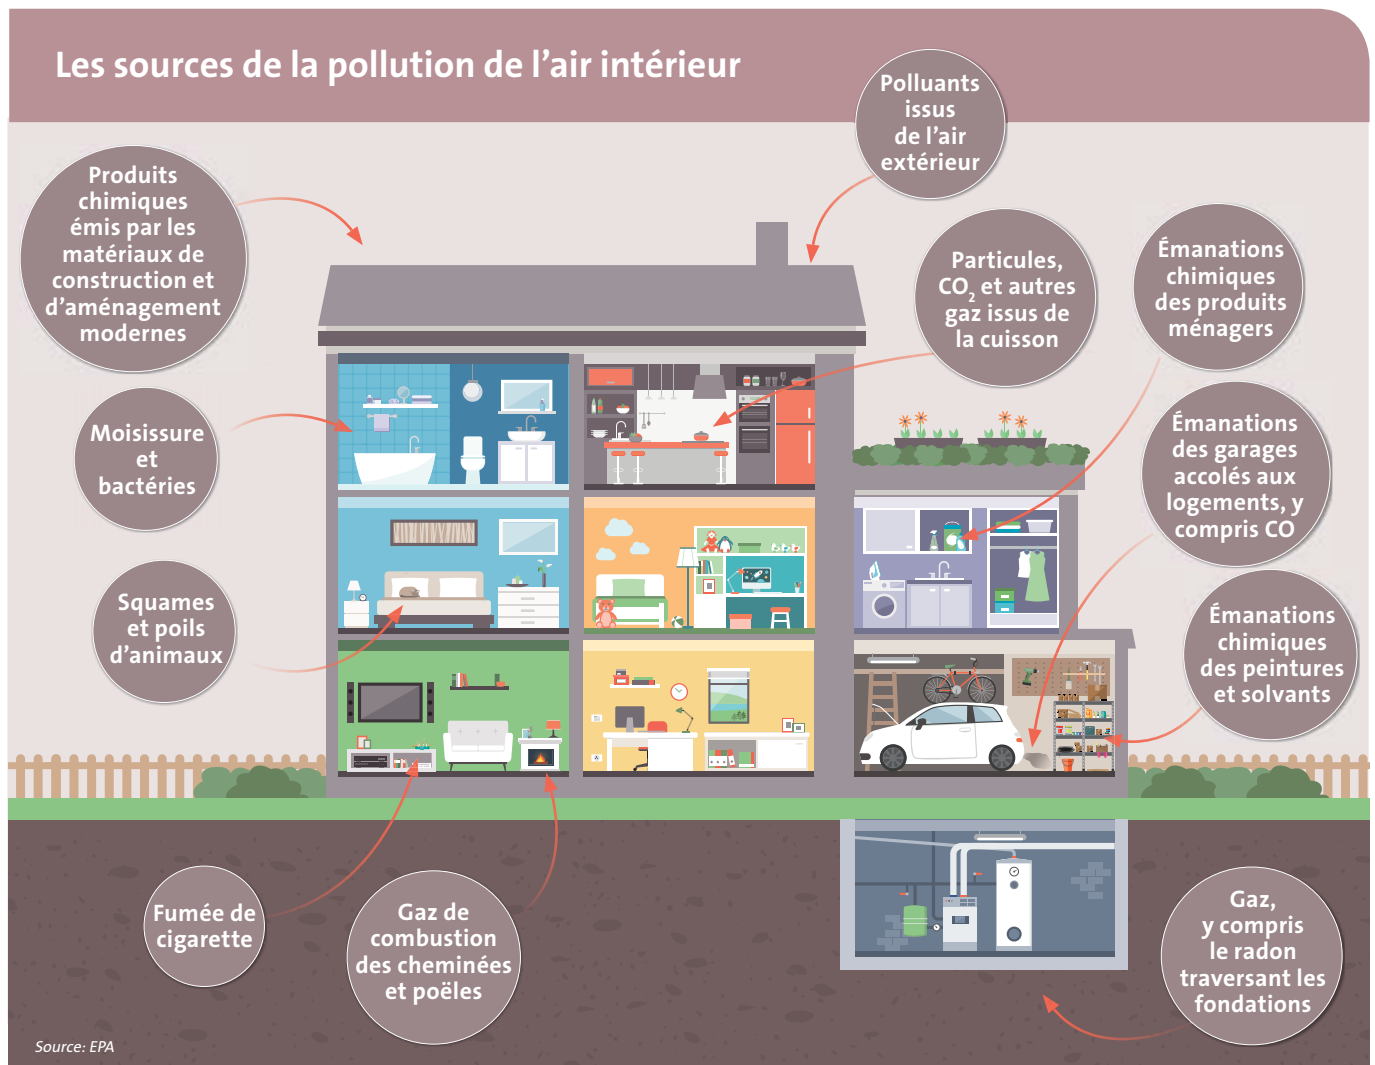 Les sources de la pollution de l’air intérieur
Polluants
issus
de l’air
extérieur
Produits
chimiques
émis par les
matériaux de
construction et
d’aménagement
modernes
Particules,
CO₂ et autres
gaz issus de
la cuisson
Émanations
chimiques
des produits
ménagers
Moisissure
et
bactéries
Émanations
des garages
accolés aux
logements, y
compris CO
Squames
et poils
d’animaux
Émanations
chimiques
des peintures
et solvants
Fumée de
cigarette
Gaz de
combustion
des cheminées
et poëles
Gaz,
y compris
le radon
traversant les
fondations
Source: EPA